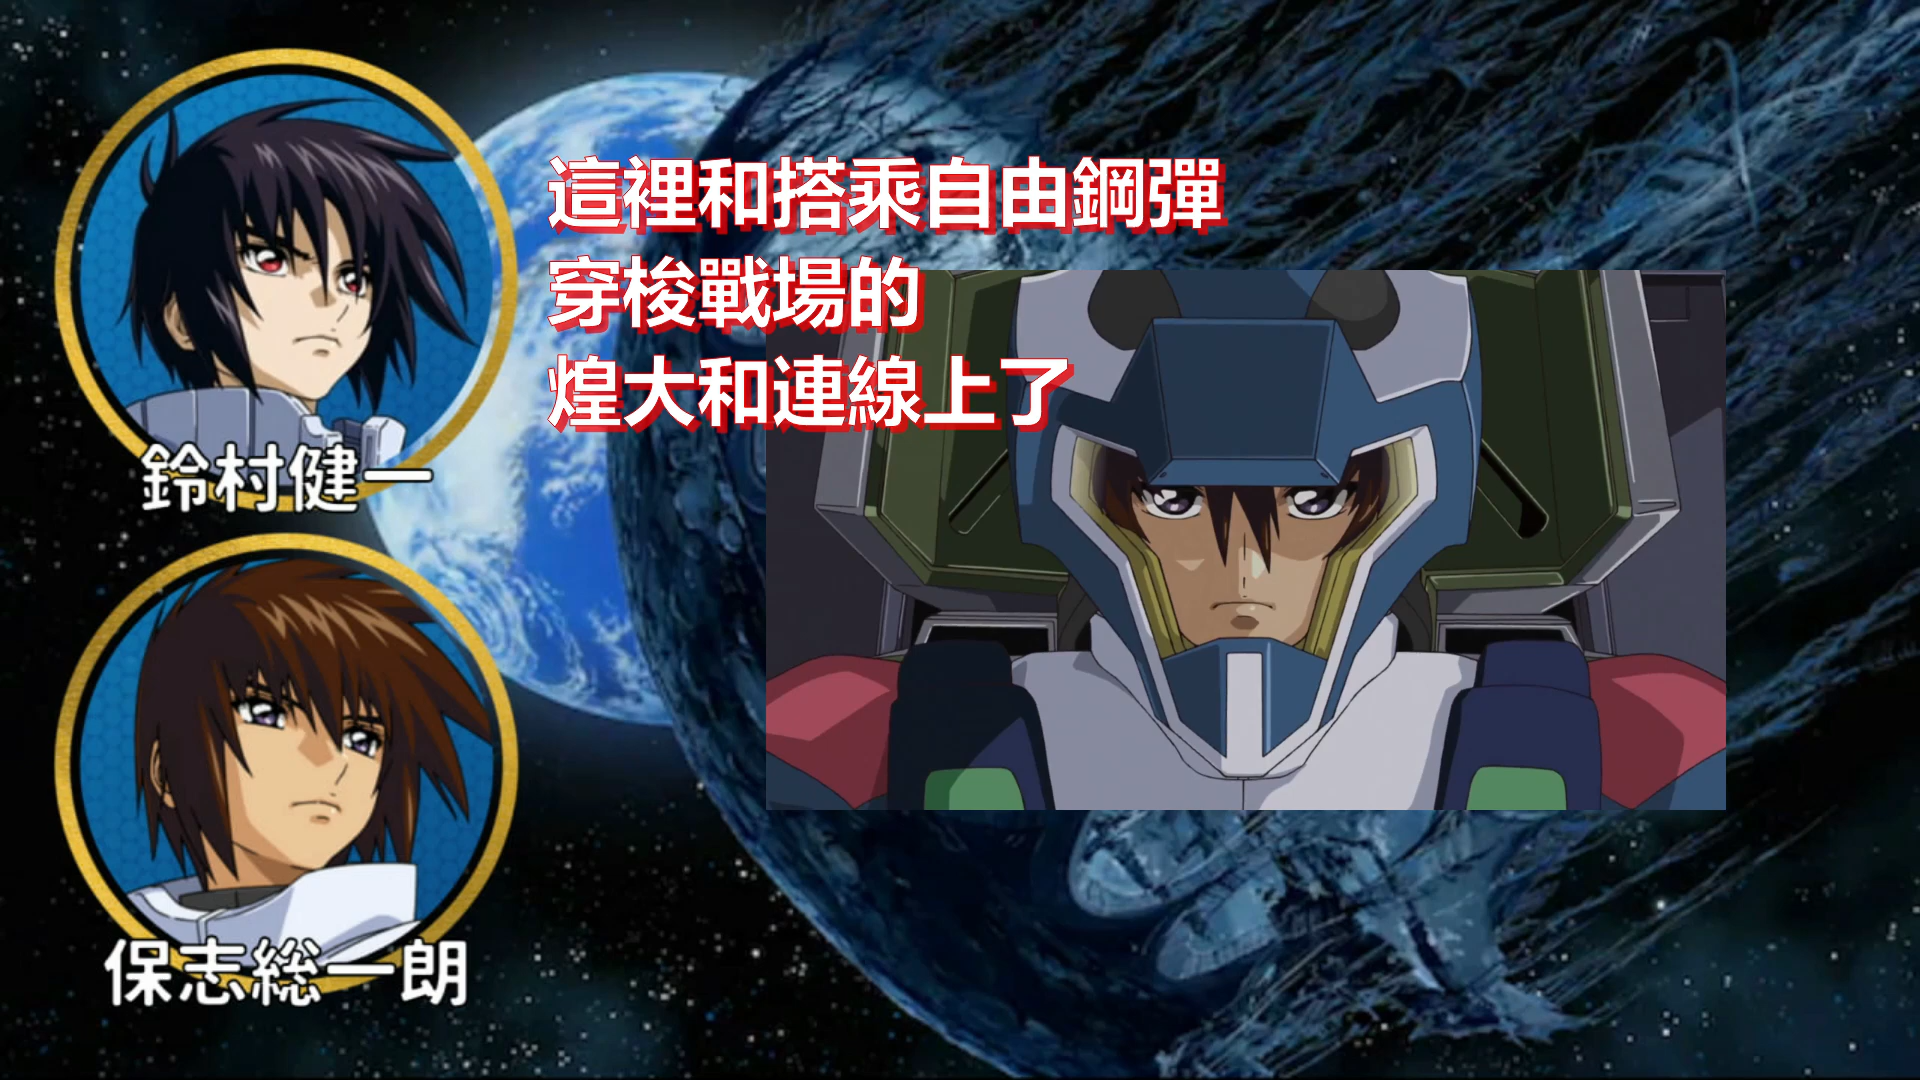 這裡和搭乘自由鋼彈
穿梭戰場的
煌大和連線上了
鈴村健一
保志総一朗